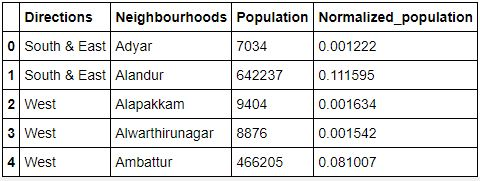 Directions Neighbourhoods Population Normalized_population
0 South & East Adyar 7034 0.001222
1 South & East Alandur 642237 0.111595
2 West Alapakkam 9404 0.001634
3 West Alwarthirunagar 8876 0.001542
4 West Ambattur 466205 0.081007